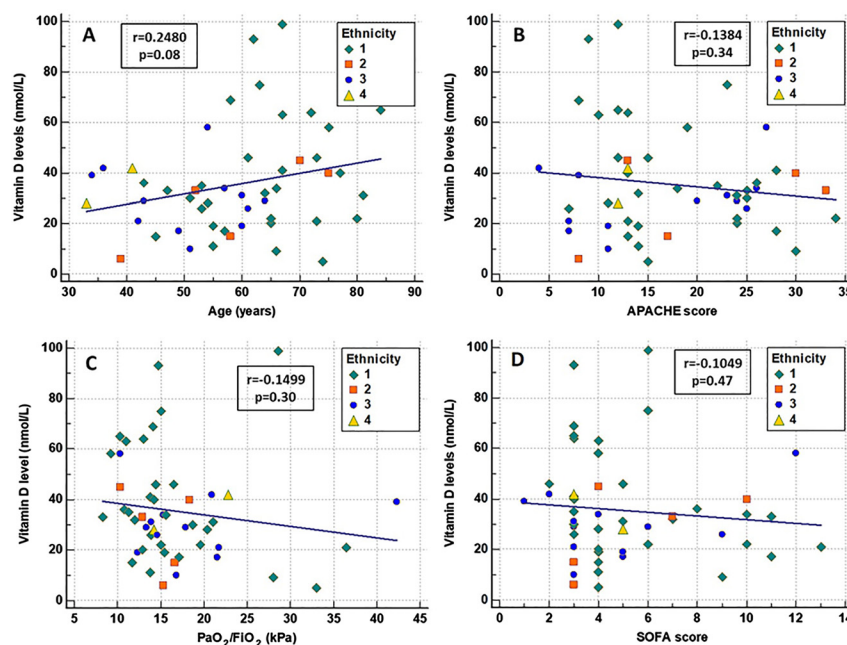 A
r=0.2480
p=0.08
Ethnicity
1
2
3
4
Vitamin D levels (nmol/L)
100
80
60
40
20
0
30 40 50 60 70 80 90
Age (years)
B
r=-0.1384
p=0.34
Ethnicity
1
2
3
4
Vitamin D levels (nmol/L)
100
80
60
40
20
0
0 5 10 15 20 25 30 35
APACHE score
C
r=-0.1499
p=0.30
Ethnicity
1
2
3
4
Vitamin D level (nmol/L)
100
80
60
40
20
0
5 10 15 20 25 30 35 40 45
PaO₂/FiO₂ (kPa)
D
r=-0.1049
p=0.47
Ethnicity
1
2
3
4
Vitamin D levels (nmol/L)
100
80
60
40
20
0
0 2 4 6 8 10 12 14
SOFA score